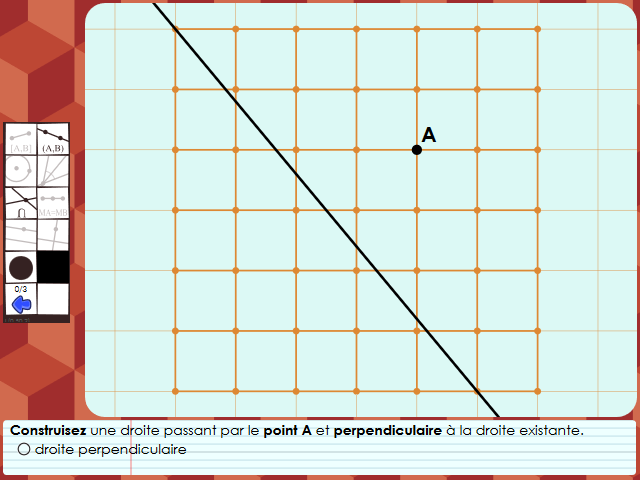 A
[A,B]
(A,B)
∩
MA=MB
0/3
Construisez une droite passant par le point A et perpendiculaire à la droite existante.
droite perpendiculaire